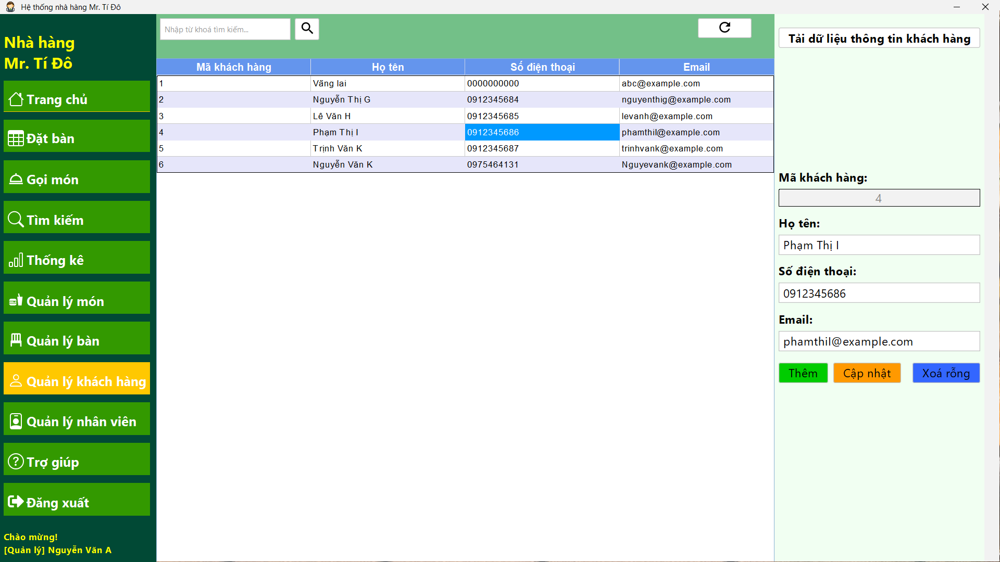 Hệ thống nhà hàng Mr. Tí Đô
Nhà hàng
Mr. Tí Đô
Trang chủ
Đặt bàn
Gọi món
Tìm kiếm
Thống kê
Quản lý món
Quản lý bàn
Quản lý khách hàng
Quản lý nhân viên
Trợ giúp
Đăng xuất
Chào mừng!
[Quản lý] Nguyễn Văn A
Nhập từ khoá tìm kiếm...
Mã khách hàng Họ tên Số điện thoại Email
1 Vãng lai 0000000000 abc@example.com
2 Nguyễn Thị G 0912345684 nguyenthig@example.com
3 Lê Văn H 0912345685 levanh@example.com
4 Phạm Thị I 0912345686 phamthiI@example.com
5 Trịnh Văn K 0912345687 trinhvank@example.com
6 Nguyễn Văn K 0975464131 Nguyevank@example.com
Tải dữ liệu thông tin khách hàng
Mã khách hàng:
4
Họ tên:
Phạm Thị I
Số điện thoại:
0912345686
Email:
phamthiI@example.com
Thêm Cập nhật Xoá rỗng